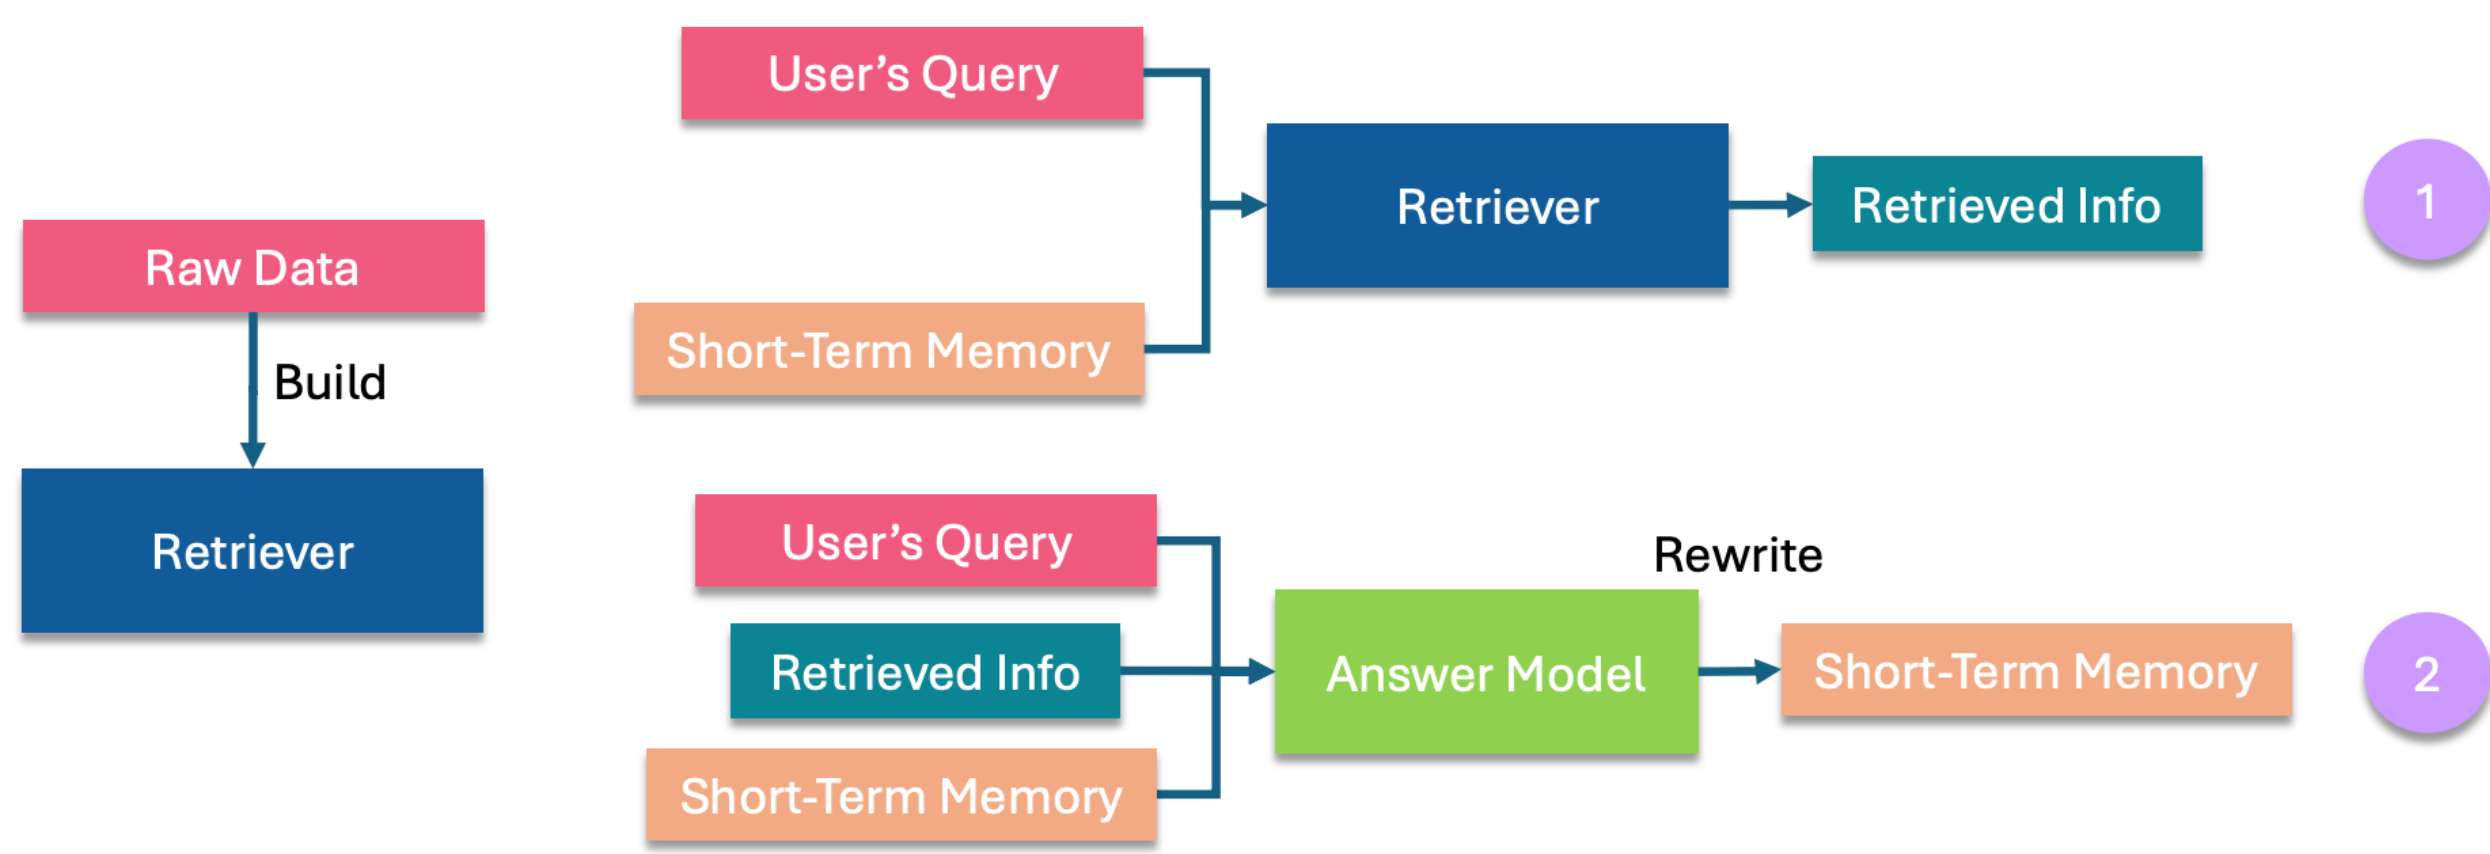 Raw Data
Build
Retriever
User’s Query
Short-Term Memory
Retriever
Retrieved Info
1
User’s Query
Retrieved Info
Short-Term Memory
Answer Model
Rewrite
Short-Term Memory
2